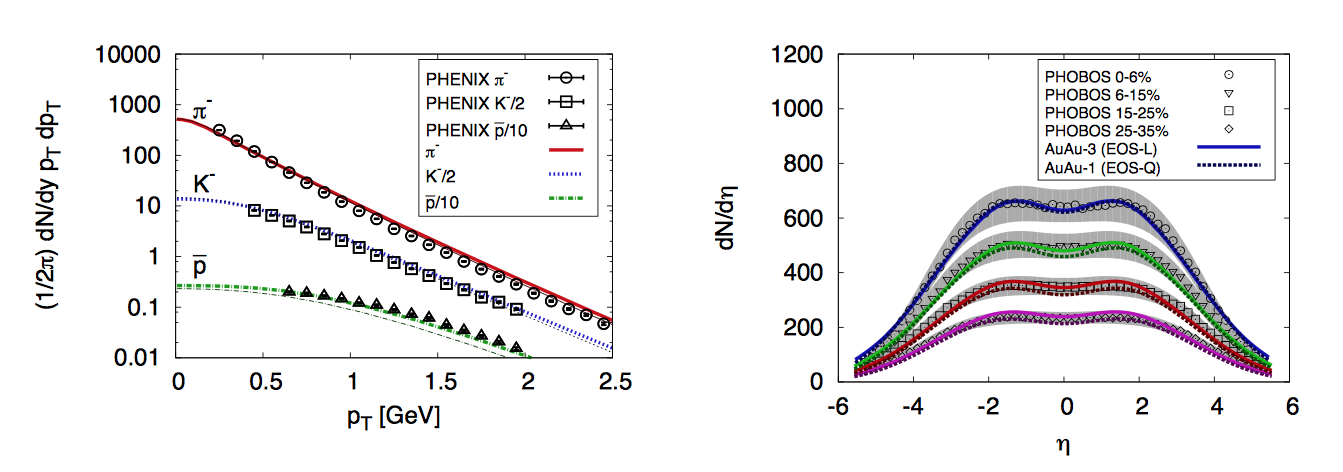 10000
1000
100
10
1
0.1
0.01
(1/2π) dN/dy p_T dp_T
π⁻
K⁻
p̅
PHENIX π⁻
PHENIX K⁻/2
PHENIX p̅/10
π⁻
K⁻/2
p̅/10
0 0.5 1 1.5 2 2.5
p_T [GeV]
1200
1000
800
600
400
200
0
dN/dη
PHOBOS 0-6%
PHOBOS 6-15%
PHOBOS 15-25%
PHOBOS 25-35%
AuAu-3 (EOS-L)
AuAu-1 (EOS-Q)
-6 -4 -2 0 2 4 6
η